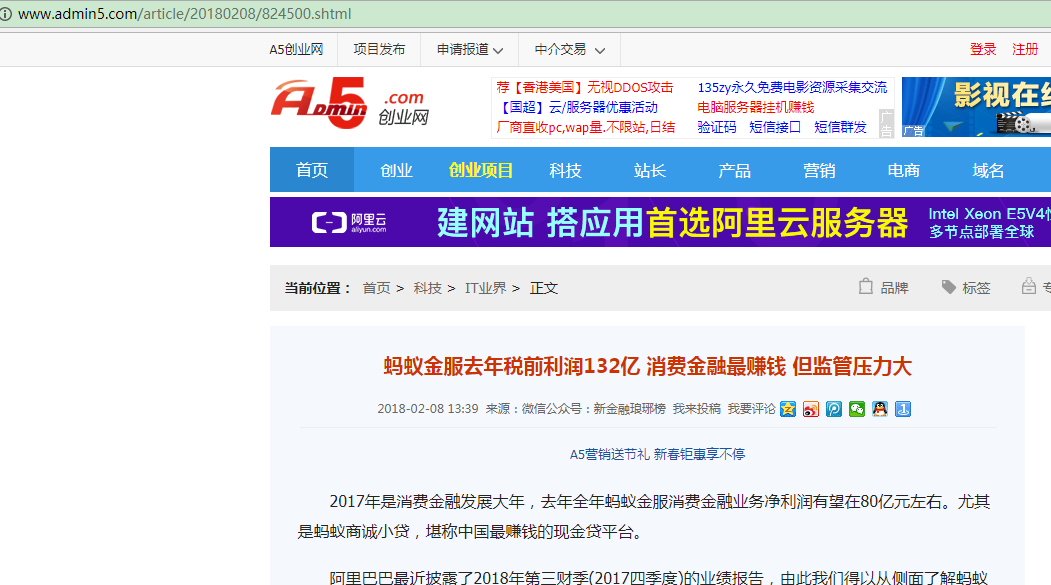 www.admin5.com/article/20180208/824500.shtml
A5创业网 项目发布 申请报道 中介交易 登录 注册
A5 Admin .com 创业网
荐【香港美国】无视DDOS攻击 135zy永久免费电影资源采集交流
【国超】云/服务器优惠活动 电脑服务器挂机赚钱
厂商直收pc,wap量.不限站,日结 验证码 短信接口 短信群发
广告
影视在线
广告
首页 创业 创业项目 科技 站长 产品 营销 电商 域名
阿里云
aliyun.com
建网站 搭应用首选阿里云服务器
Intel Xeon E5V4
多节点部署全球
当前位置： 首页 > 科技 > IT业界 > 正文 品牌 标签
蚂蚁金服去年税前利润132亿 消费金融最赚钱 但监管压力大
2018-02-08 13:39 来源：微信公众号：新金融琅琊榜 我来投稿 我要评论
A5营销送节礼 新春钜惠享不停
2017年是消费金融发展大年，去年全年蚂蚁金服消费金融业务净利润有望在80亿元左右。尤其
是蚂蚁商诚小贷，堪称中国最赚钱的现金贷平台。
阿里巴巴最近披露了2018年第三财季(2017四季度)的业绩报告，由此我们得以从侧面了解蚂蚁